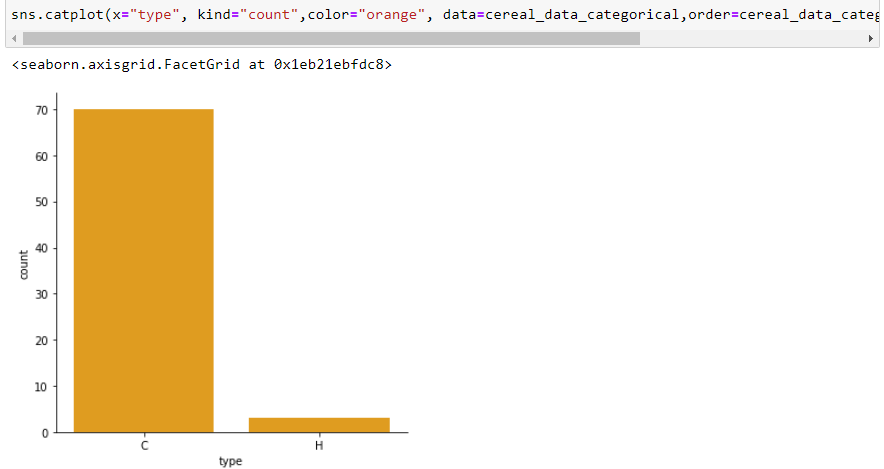 sns.catplot(x="type", kind="count",color="orange", data=cereal_data_categorical,order=cereal_data_categ
<seaborn.axisgrid.FacetGrid at 0x1eb21ebfdc8>
70
60
50
40
30
20
10
0
count
C H
type